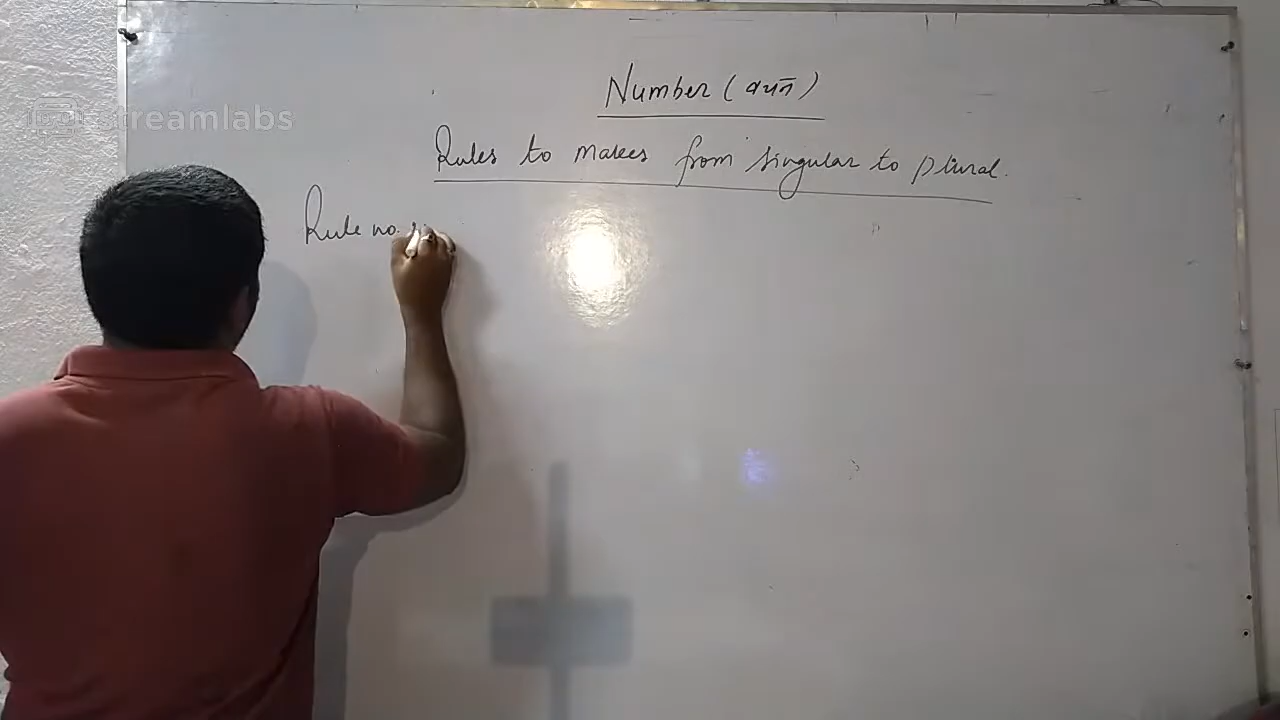 streamlabs
Number (वचन)
Rules to makes from singular to plural.
Rule no.